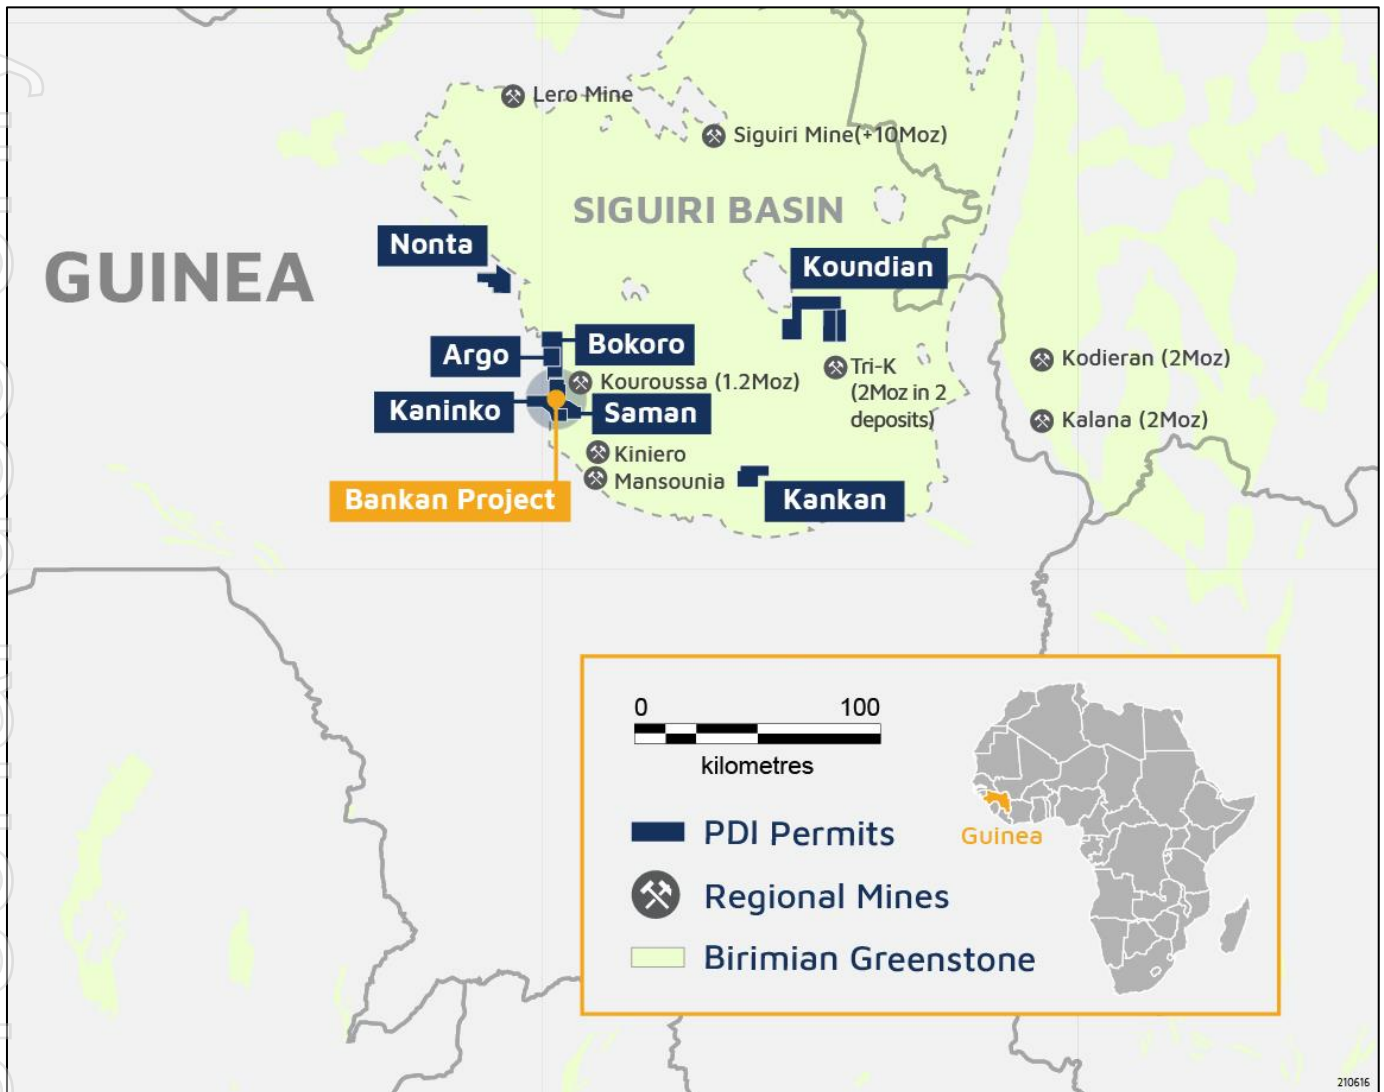 Lero Mine
Siguiri Mine(+10Moz)
SIGUIRI BASIN
GUINEA
Nonta
Koundian
Bokoro
Argo
Kouroussa (1.2Moz)
Tri-K
(2Moz in 2
deposits)
Kodieran (2Moz)
Kaninko
Saman
Kalana (2Moz)
Kiniero
Mansounia
Bankan Project
Kankan
0 100
kilometres
PDI Permits
Regional Mines
Birimian Greenstone
Guinea
210616